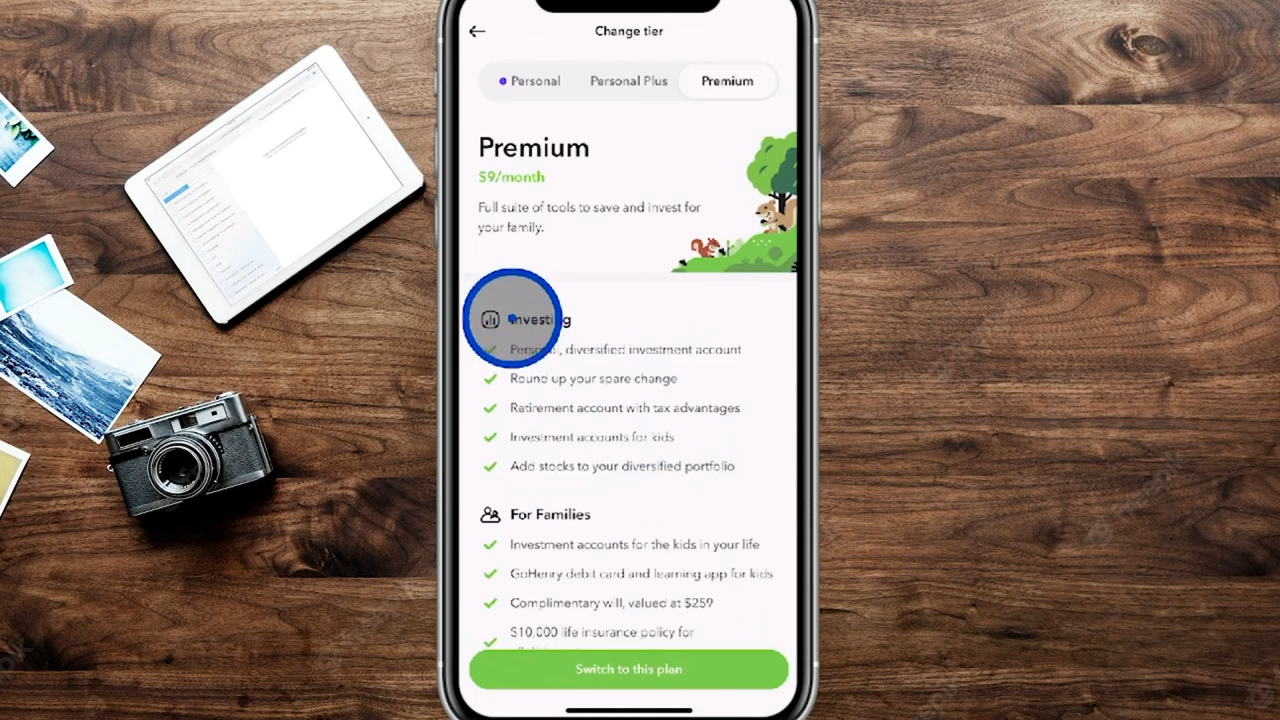 Change tier
Personal
Personal Plus
Premium
Premium
$9/month
Full suite of tools to save and invest for
your family.
Investing
Personal, diversified investment account
Round up your spare change
Retirement account with tax advantages
Investment accounts for kids
Add stocks to your diversified portfolio
For Families
Investment accounts for the kids in your life
GoHenry debit card and learning app for kids
Complimentary will, valued at $259
$10,000 life insurance policy for
Switch to this plan